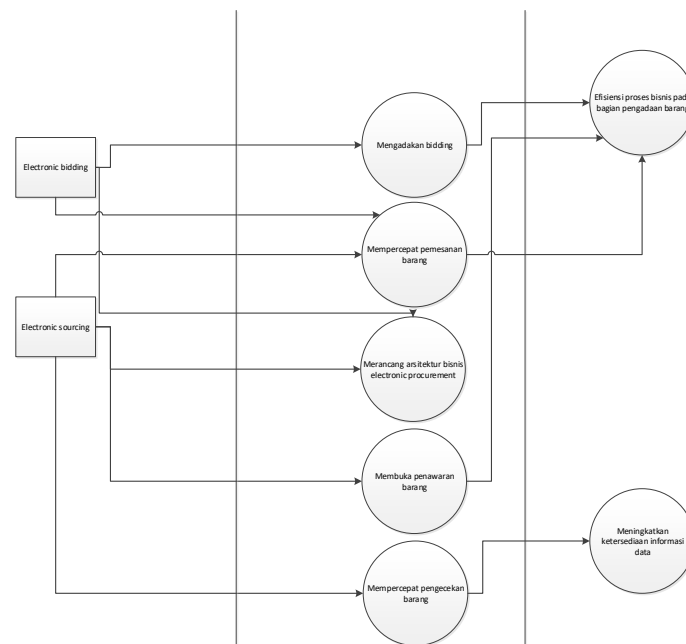 Electronic bidding
Electronic sourcing
Mengadakan bidding
Mempercepat pemesanan
barang
Merancang arsitektur bisnis
electronic procurement
Membuka penawaran
barang
Mempercepat pengecekan
barang
Efisiensi proses bisnis pad
bagian pengadaan barang
Meningkatkan
ketersediaan informasi
data